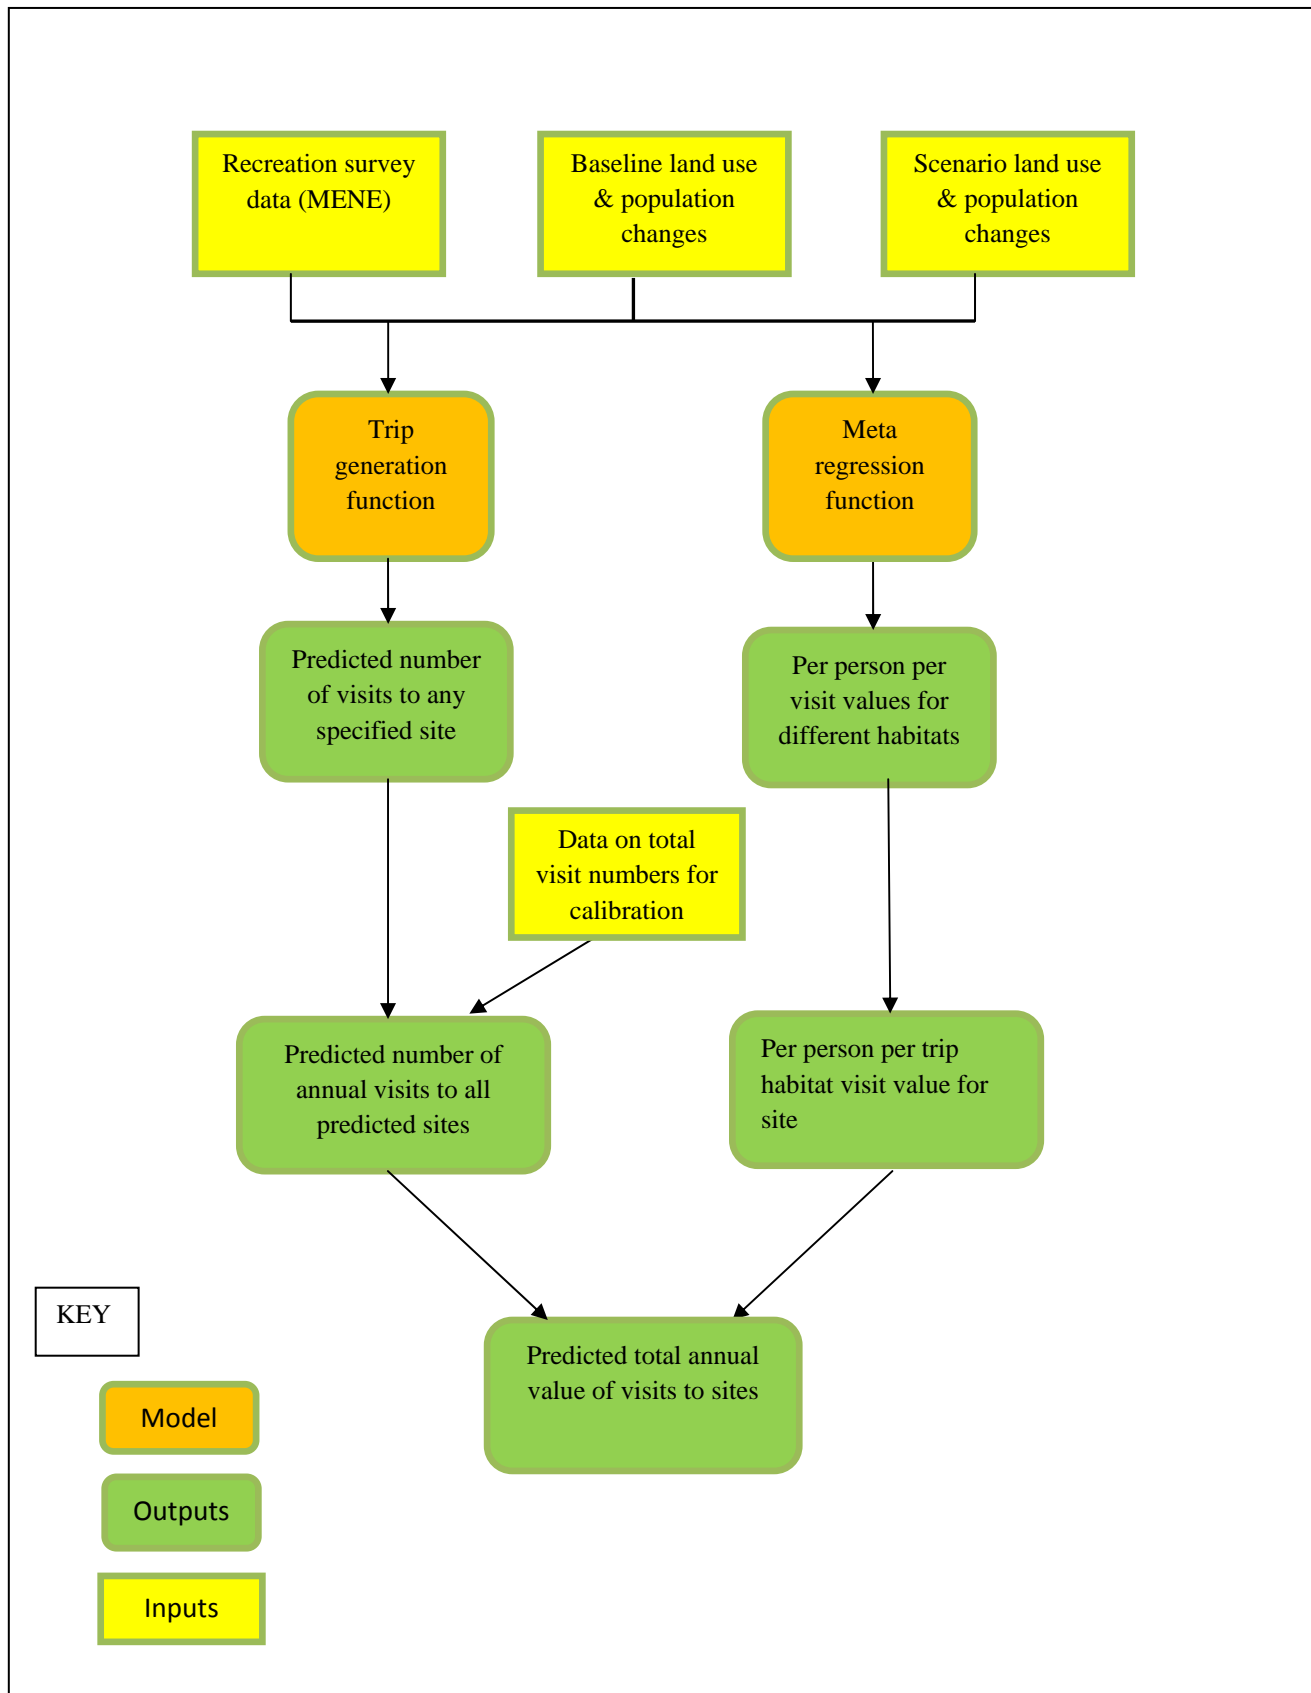 Recreation survey
data (MENE)
Baseline land use
& population
changes
Scenario land use
& population
changes
Trip
generation
function
Meta
regression
function
Predicted number
of visits to any
specified site
Per person per
visit values for
different habitats
Data on total
visit numbers for
calibration
Predicted number of
annual visits to all
predicted sites
Per person per trip
habitat visit value for
site
Predicted total annual
value of visits to sites
KEY
Model
Outputs
Inputs